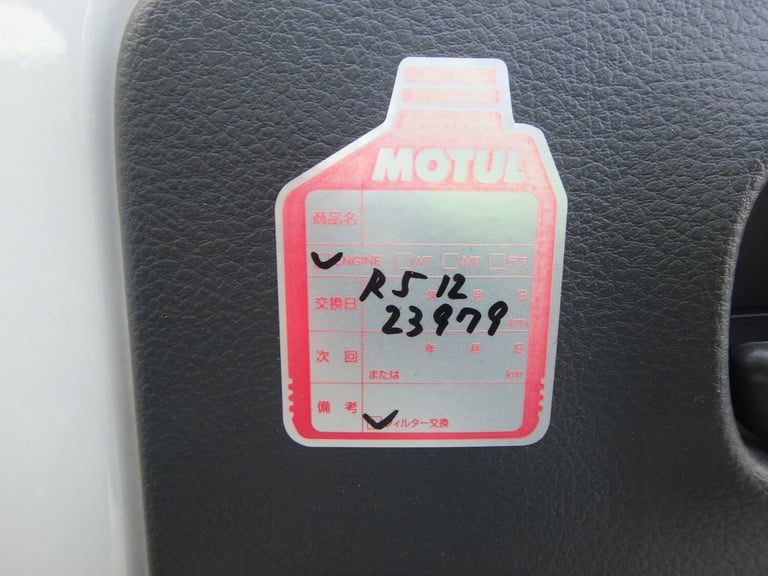 MOTUL
商品名
ENGINE □AT □MT □デフ
交換日 R5 年 12 月 日
23979 km
次回 年 月 日
または km
備考 フィルター交換